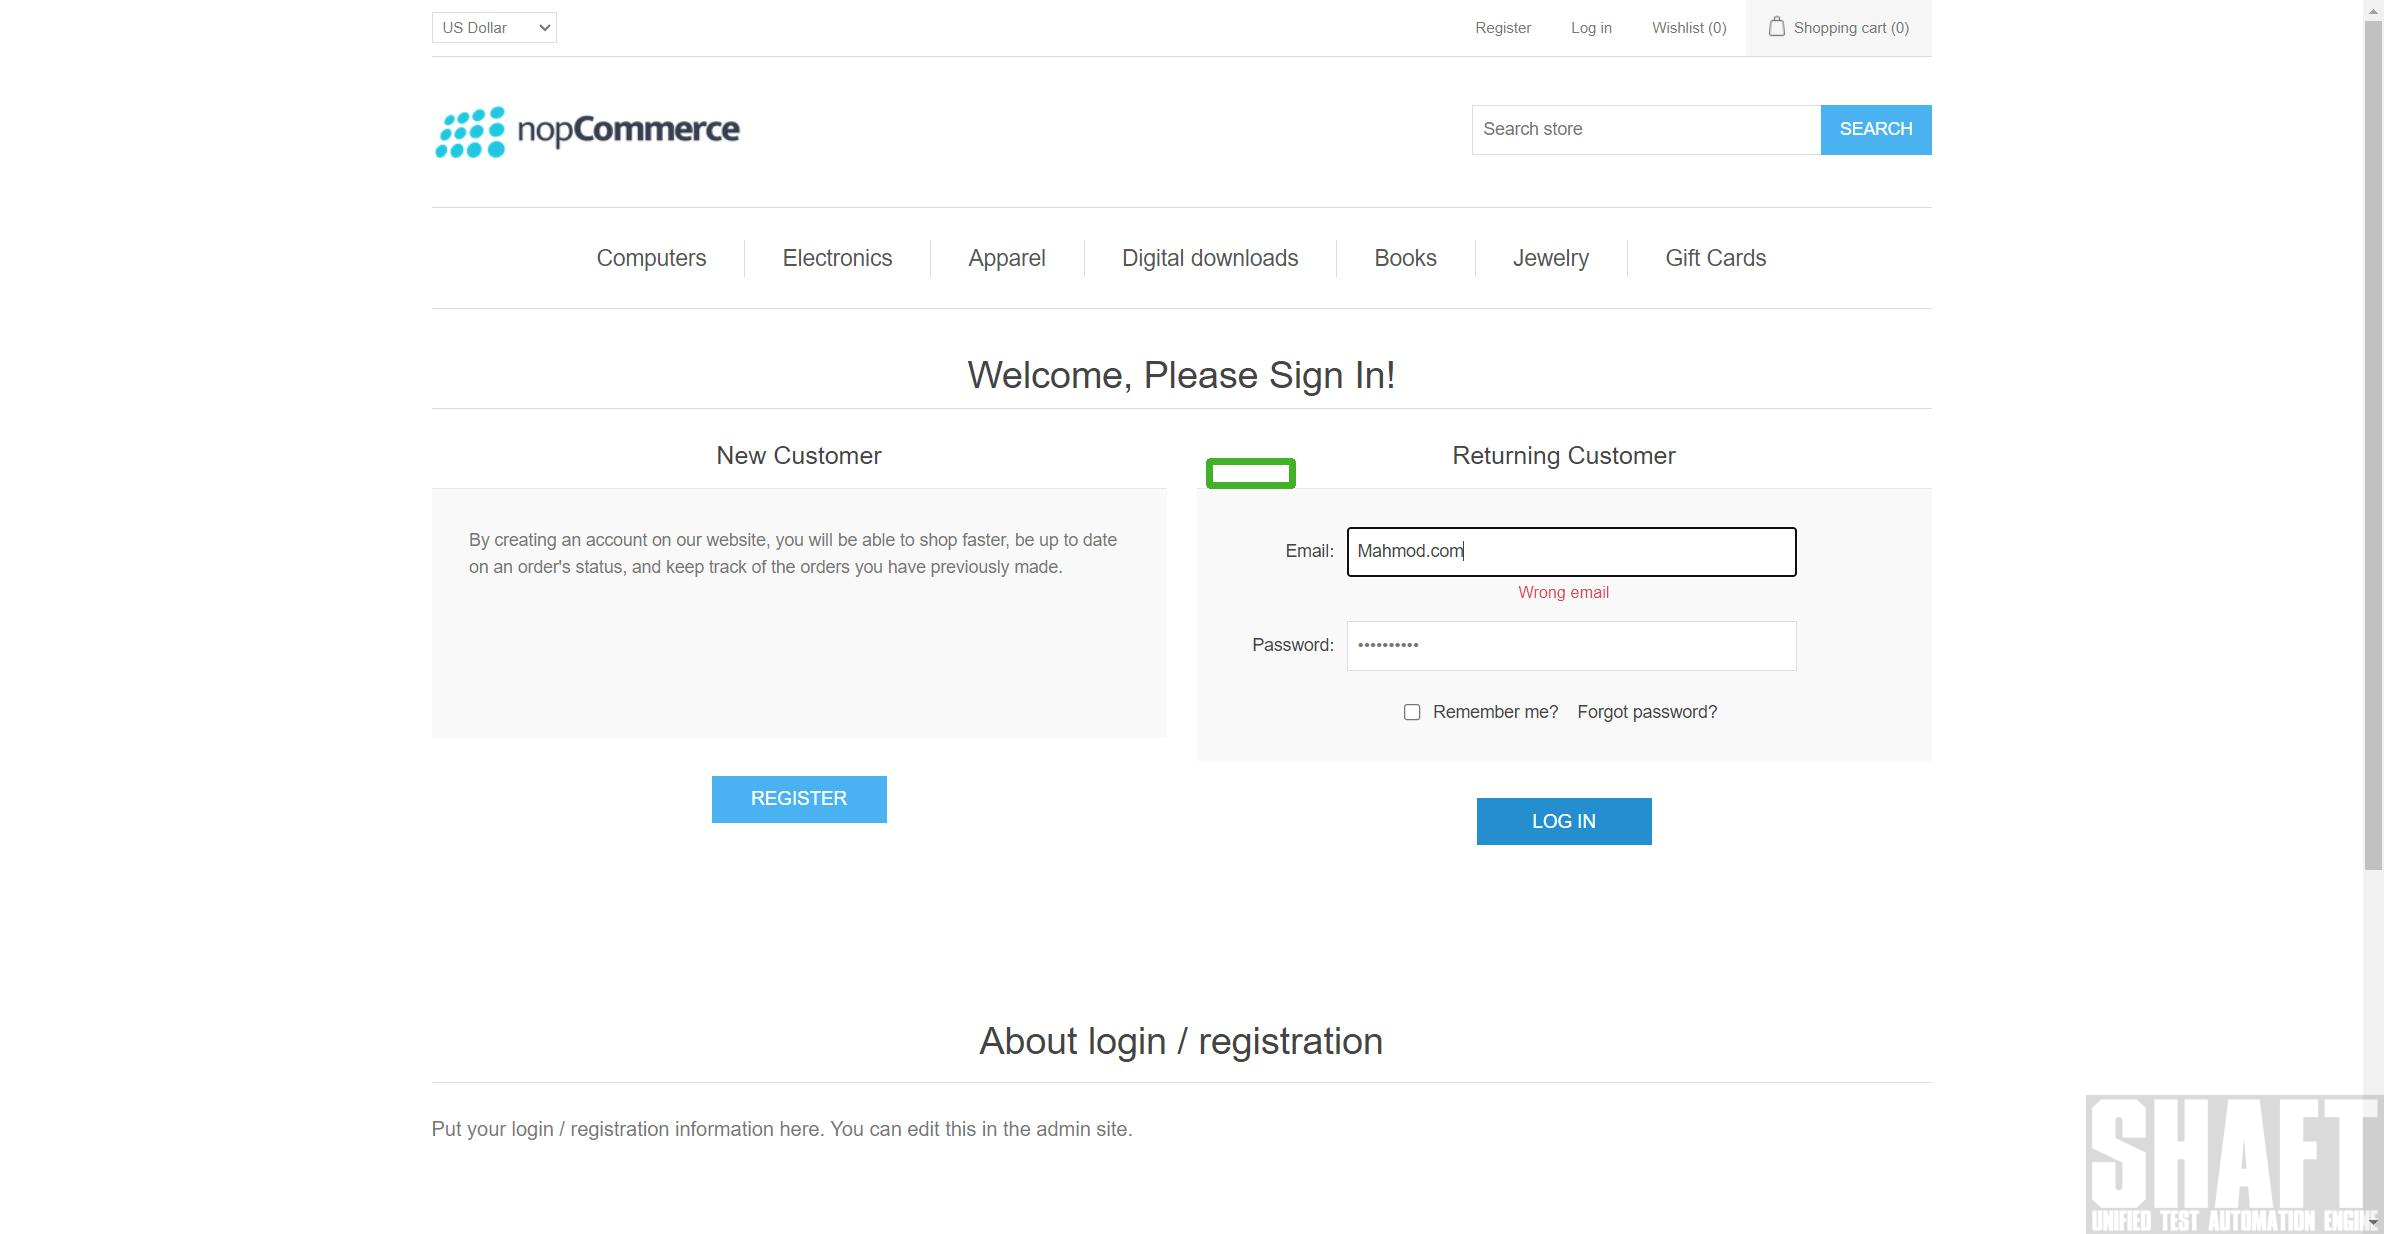 US Dollar
Register
Log in
Wishlist (0)
Shopping cart (0)
nopCommerce
Search store
SEARCH
Computers
Electronics
Apparel
Digital downloads
Books
Jewelry
Gift Cards
Welcome, Please Sign In!
New Customer
By creating an account on our website, you will be able to shop faster, be up to date
on an order's status, and keep track of the orders you have previously made.
REGISTER
Returning Customer
Email:
Mahmod.com
Wrong email
Password:
••••••••••
Remember me?
Forgot password?
LOG IN
About login / registration
Put your login / registration information here. You can edit this in the admin site.
SHAFT
UNIFIED TEST AUTOMATION ENGINE